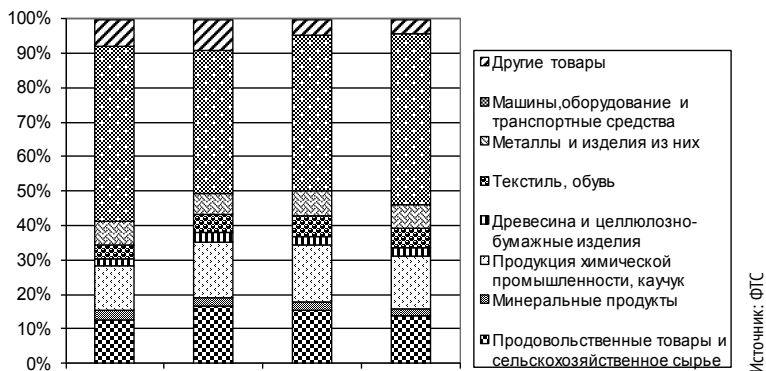 100%
90%
80%
70%
60%
50%
40%
30%
20%
10%
0%
Другие товары
Машины,оборудование и
транспортные средства
Металлы и изделия из них
Текстиль, обувь
Древесина и целлюлозно-
бумажные изделия
Продукция химической
промышленности, каучук
Минеральные продукты
Продовольственные товары и
сельскохозяйственное сырье
Источник: ФТС